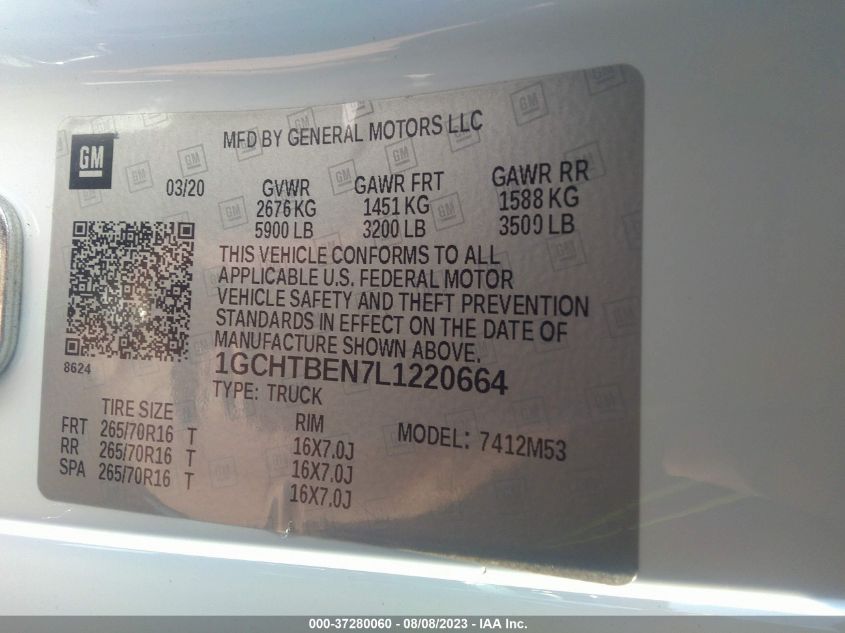 MFD BY GENERAL MOTORS LLC
GM
03/20 GVWR GAWR FRT GAWR RR
2676 KG 1451 KG 1588 KG
5900 LB 3200 LB 3500 LB
THIS VEHICLE CONFORMS TO ALL
APPLICABLE U.S. FEDERAL MOTOR
VEHICLE SAFETY AND THEFT PREVENTION
STANDARDS IN EFFECT ON THE DATE OF
MANUFACTURE SHOWN ABOVE.
8624
1GCHTBEN7L1220664
TYPE: TRUCK
TIRE SIZE RIM MODEL: 7412M53
FRT 265/70R16 T 16X7.0J
RR 265/70R16 T 16X7.0J
SPA 265/70R16 T 16X7.0J
000-37280060 - 08/08/2023 - IAA Inc.